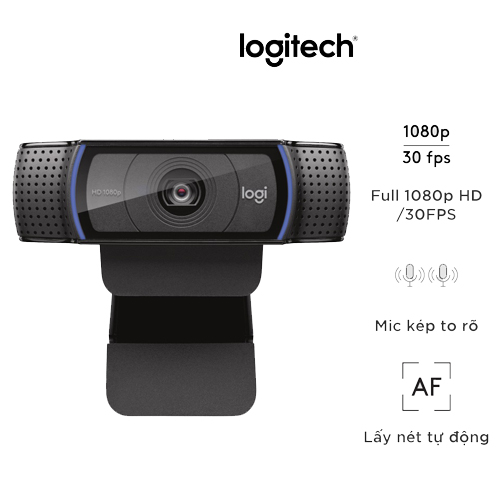 logitech®
HD 1080p
logi
1080p
30 fps
Full 1080p HD
/30FPS
Mic kép to rõ
AF
Lấy nét tự động